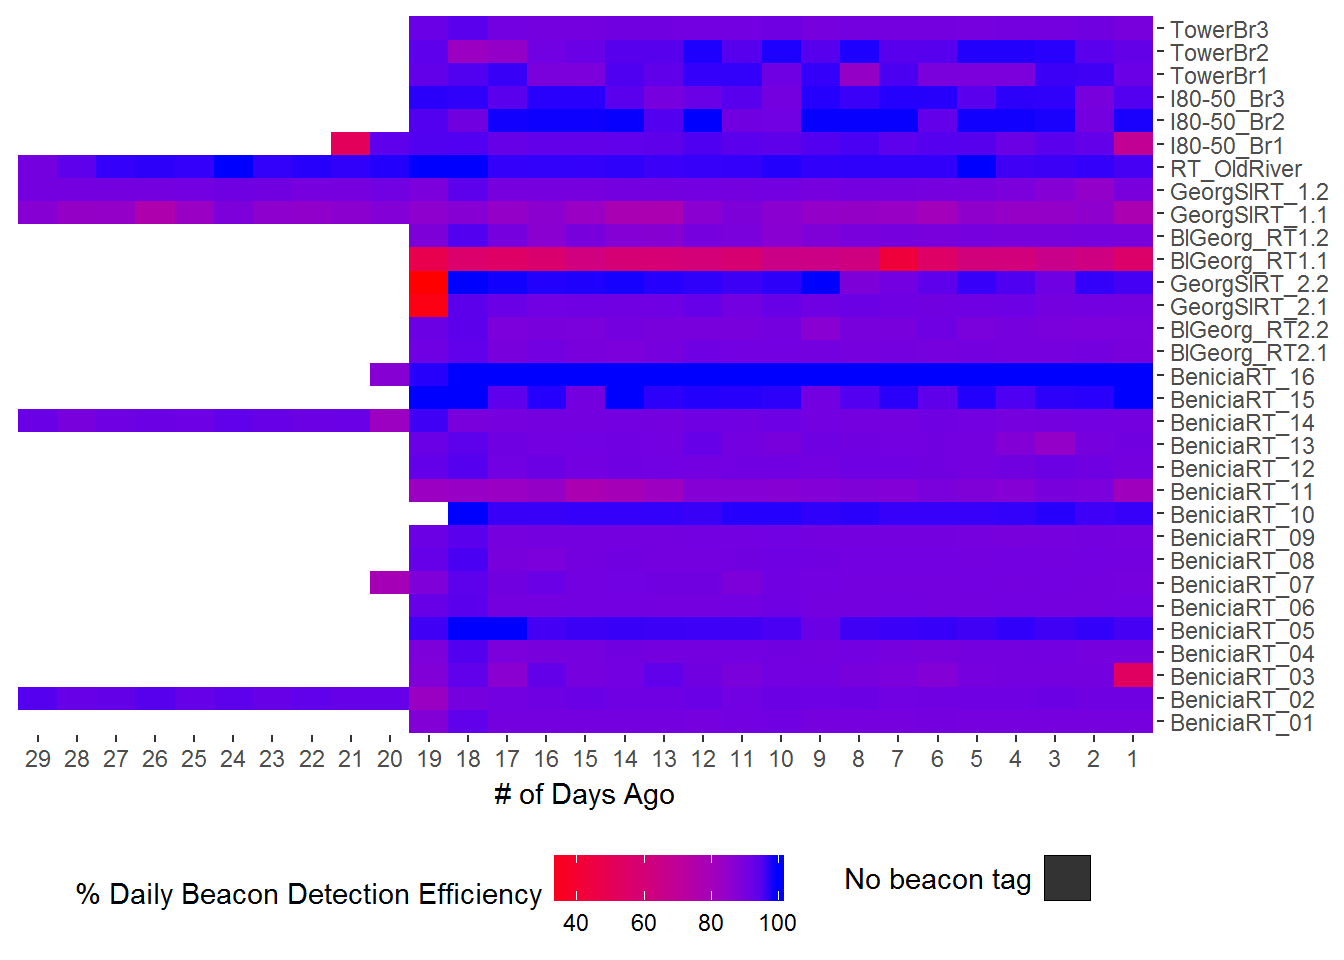 TowerBr3
TowerBr2
TowerBr1
I80-50_Br3
I80-50_Br2
I80-50_Br1
RT_OldRiver
GeorgSlRT_1.2
GeorgSlRT_1.1
BlGeorg_RT1.2
BlGeorg_RT1.1
GeorgSlRT_2.2
GeorgSlRT_2.1
BlGeorg_RT2.2
BlGeorg_RT2.1
BeniciaRT_16
BeniciaRT_15
BeniciaRT_14
BeniciaRT_13
BeniciaRT_12
BeniciaRT_11
BeniciaRT_10
BeniciaRT_09
BeniciaRT_08
BeniciaRT_07
BeniciaRT_06
BeniciaRT_05
BeniciaRT_04
BeniciaRT_03
BeniciaRT_02
BeniciaRT_01
29 28 27 26 25 24 23 22 21 20 19 18 17 16 15 14 13 12 11 10 9 8 7 6 5 4 3 2 1
# of Days Ago
% Daily Beacon Detection Efficiency
40 60 80 100
No beacon tag